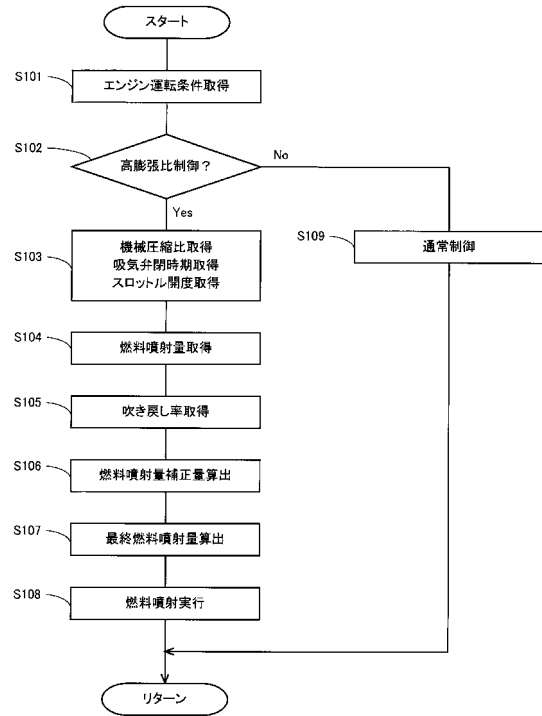 スタート
S101
エンジン運転条件取得
S102
高膨張比制御?
No
Yes
S103
機械圧縮比取得
吸気弁閉時期取得
スロットル開度取得
S109
通常制御
S104
燃料噴射量取得
S105
吹き戻し率取得
S106
燃料噴射量補正量算出
S107
最終燃料噴射量算出
S108
燃料噴射実行
リターン